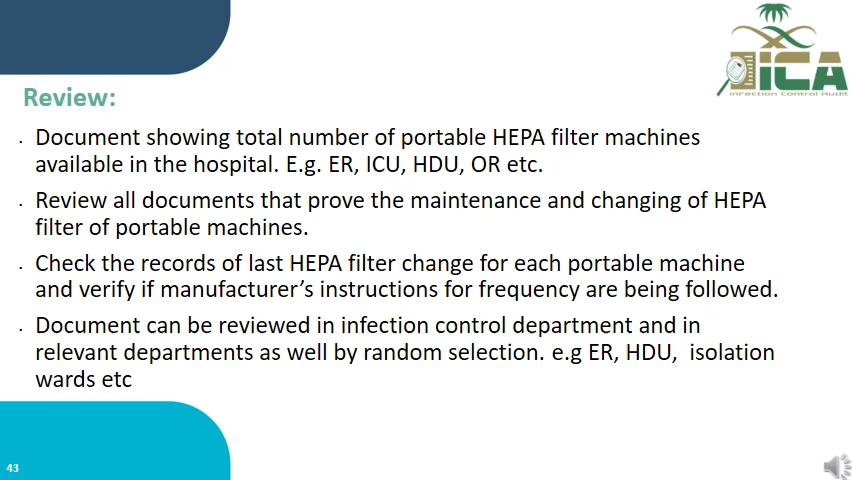 iCA
Infection Control Audit
Review:
Document showing total number of portable HEPA filter machines
available in the hospital. E.g. ER, ICU, HDU, OR etc.
Review all documents that prove the maintenance and changing of HEPA
filter of portable machines.
Check the records of last HEPA filter change for each portable machine
and verify if manufacturer’s instructions for frequency are being followed.
Document can be reviewed in infection control department and in
relevant departments as well by random selection. e.g ER, HDU, isolation
wards etc
43